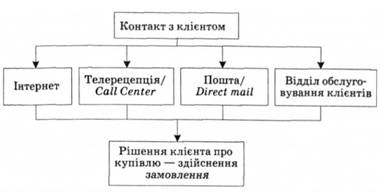 Контакт з клієнтом
Інтернет
Телерецепція/
Call Center
Пошта/
Direct mail
Відділ обслуго-
вування клієнтів
Рішення клієнта про
купівлю — здійснення
замовлення